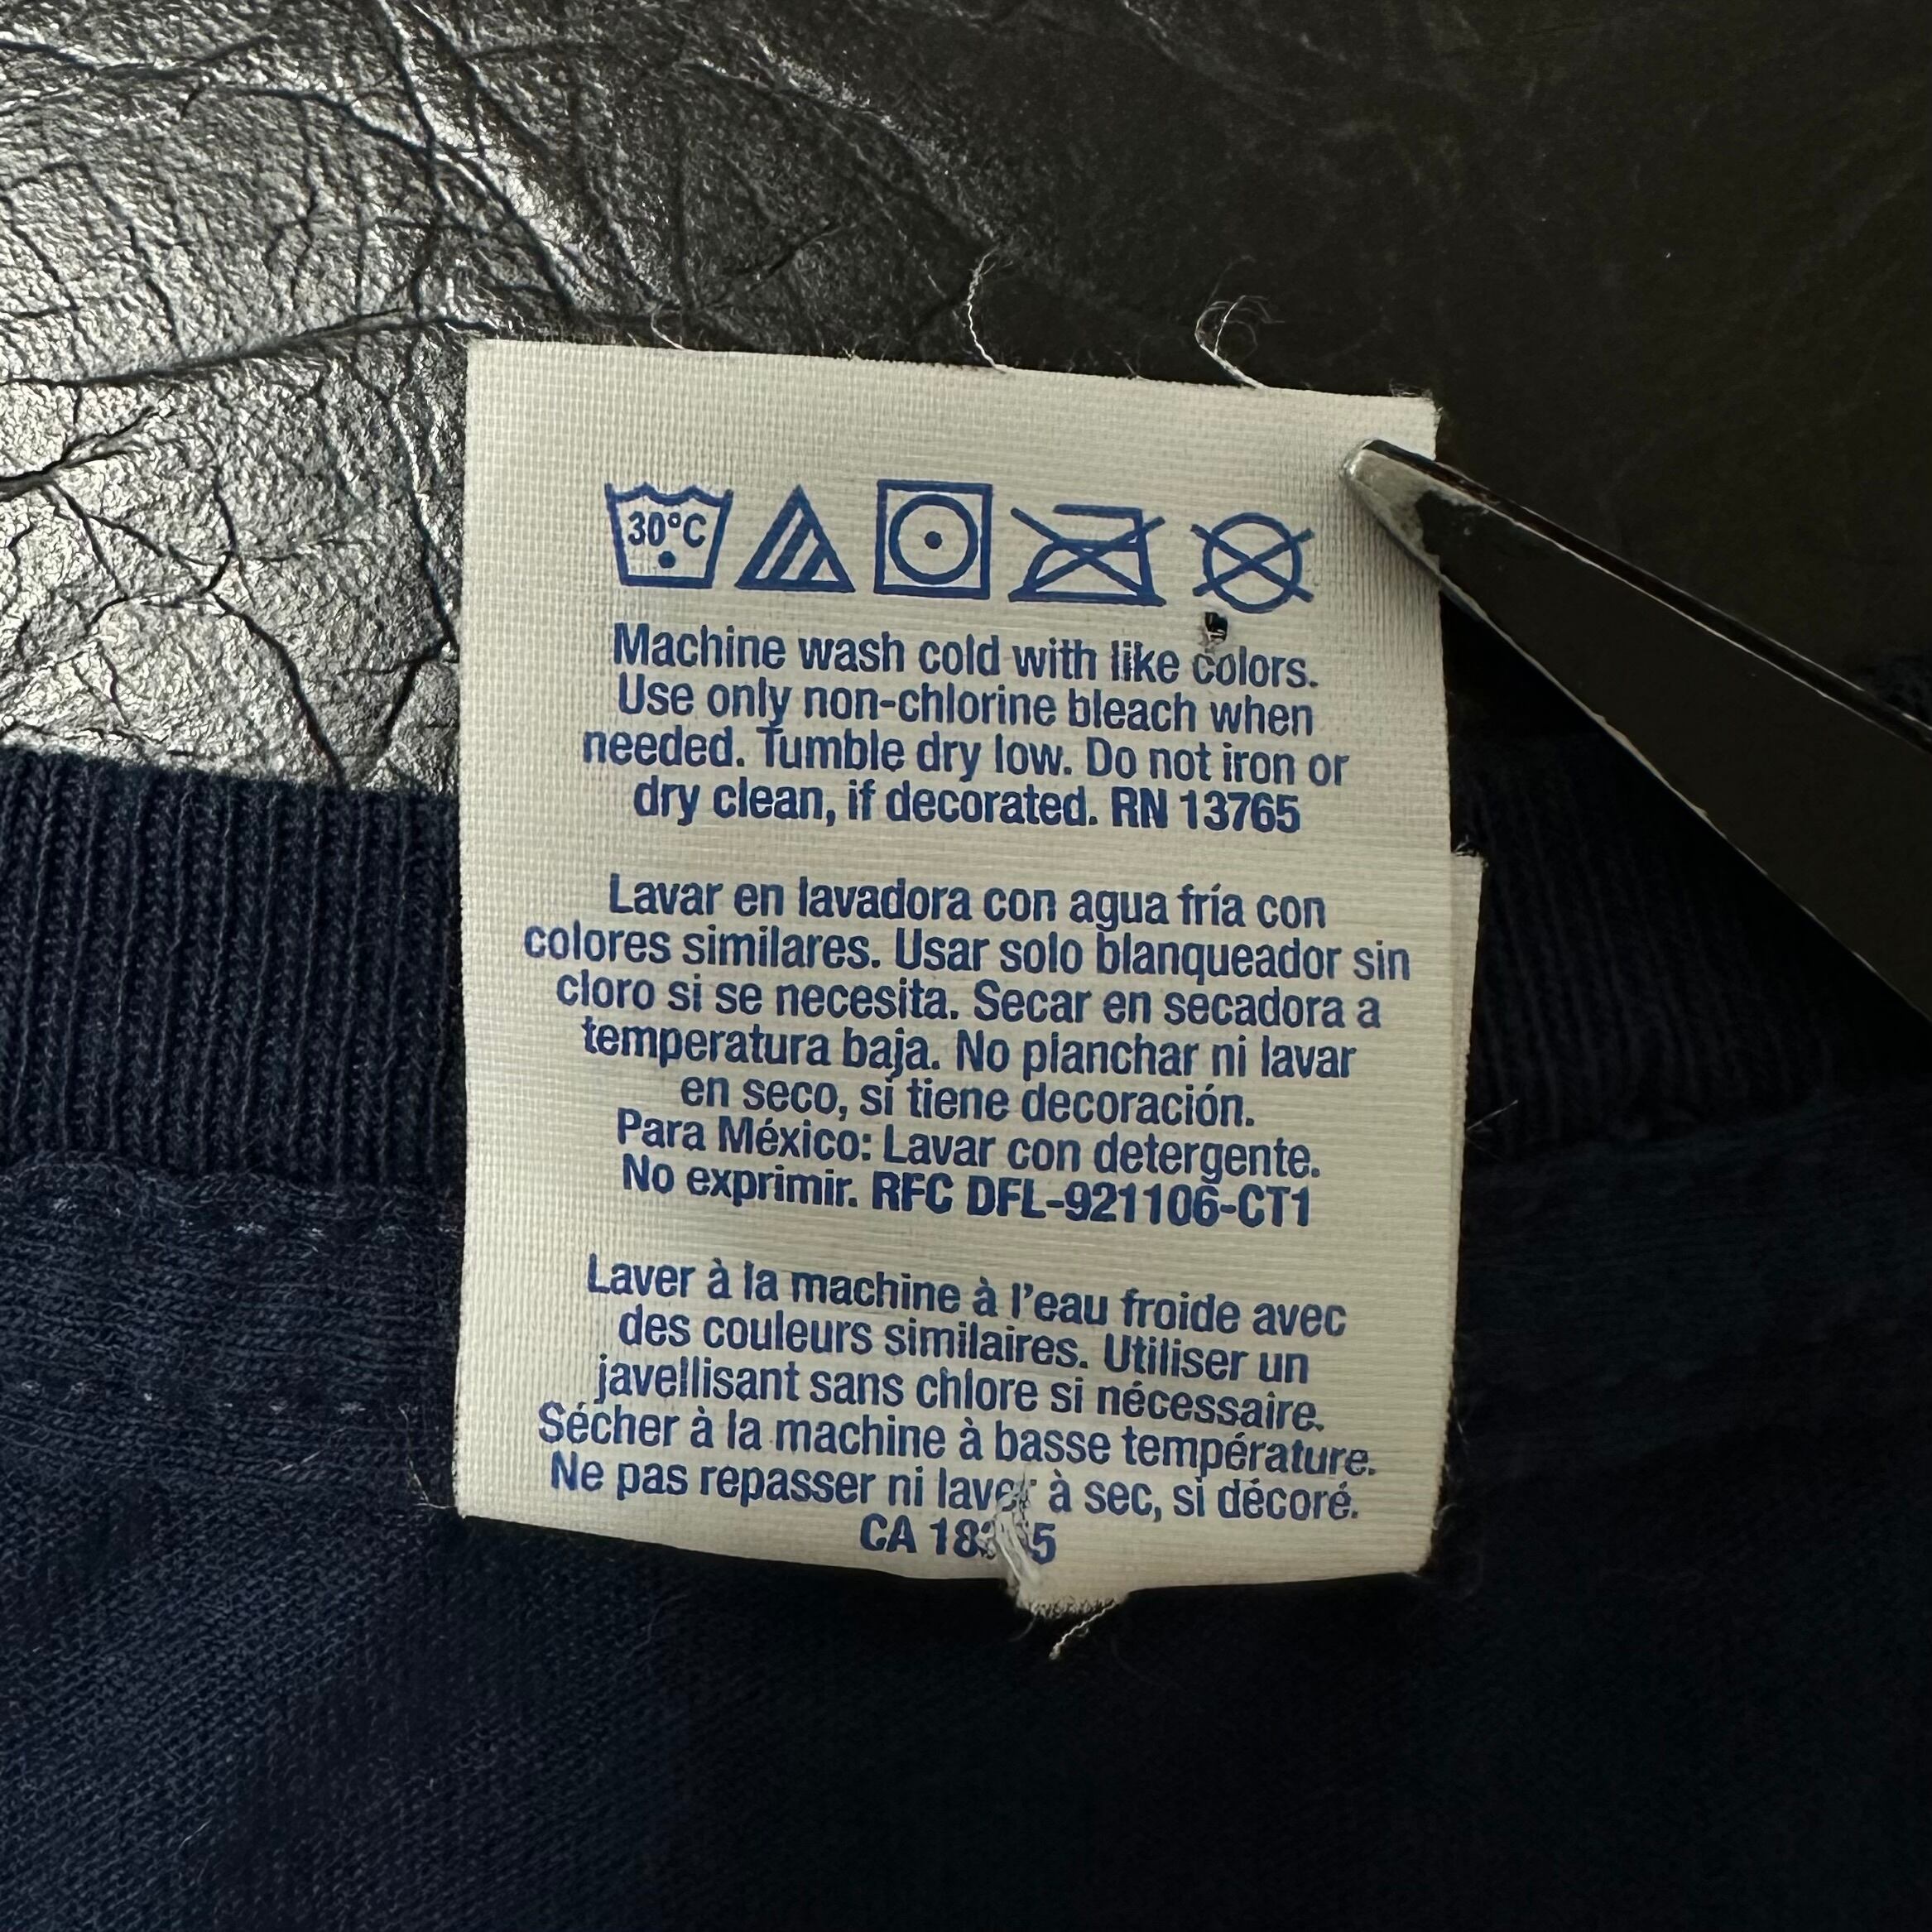 30°C
Machine wash cold with like colors.
Use only non-chlorine bleach when
needed. Tumble dry low. Do not iron or
dry clean, if decorated. RN 13765
Lavar en lavadora con agua fría con
colores similares. Usar solo blanqueador sin
cloro si se necesita. Secar en secadora a
temperatura baja. No planchar ni lavar
en seco, si tiene decoración.
Para México: Lavar con detergente.
No exprimir. RFC DFL-921106-CT1
Laver à la machine à l'eau froide avec
des couleurs similaires. Utiliser un
javellisant sans chlore si nécessaire.
Sécher à la machine à basse température.
Ne pas repasser ni laver à sec, si décoré.
CA